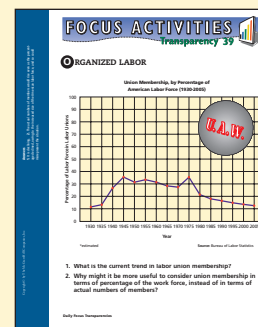 FOCUS ACTIVITIES
Transparency 39
ORGANIZED LABOR
Union Membership, by Percentage of
American Labor Force (1930-2005)
Percentage of Labor Force in Labor Unions
100
90
80
70
60
50
40
30
20
10
0
U.A.W.
1930 1935 1940 1945 1950 1955 1960 1965 1970 1975 1980 1985 1990 1995 2000 2005
Year
*estimated
Source: Bureau of Labor Statistics
1. What is the current trend in labor union membership?
2. Why might it be more useful to consider union membership in
terms of percentage of the work force, instead of in terms of
actual numbers of members?
Daily Focus Transparencies